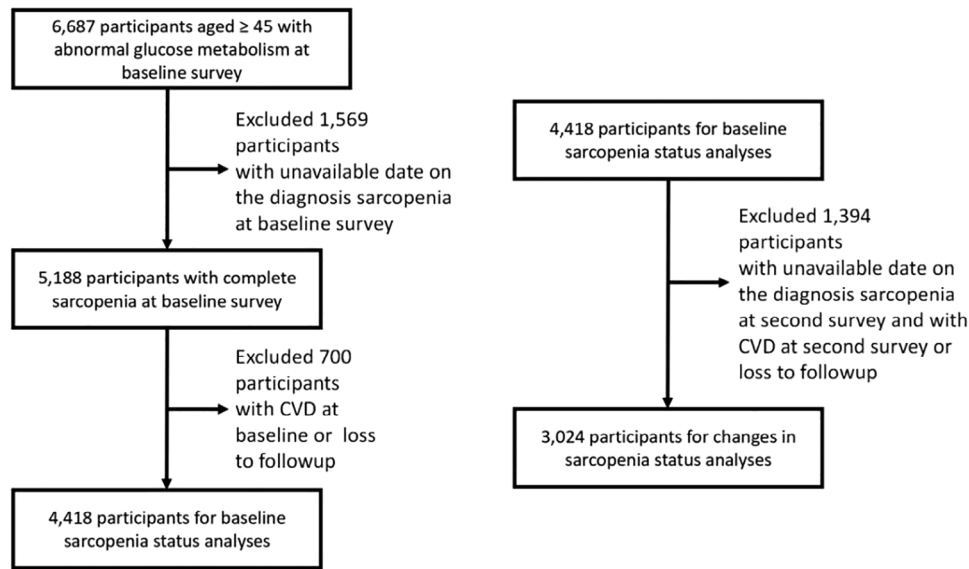 6,687 participants aged ≥ 45 with
abnormal glucose metabolism at
baseline survey
Excluded 1,569
participants
with unavailable date on
the diagnosis sarcopenia
at baseline survey
5,188 participants with complete
sarcopenia at baseline survey
Excluded 700
participants
with CVD at
baseline or loss
to followup
4,418 participants for baseline
sarcopenia status analyses
4,418 participants for baseline
sarcopenia status analyses
Excluded 1,394
participants
with unavailable date on
the diagnosis sarcopenia
at second survey and with
CVD at second survey or
loss to followup
3,024 participants for changes in
sarcopenia status analyses